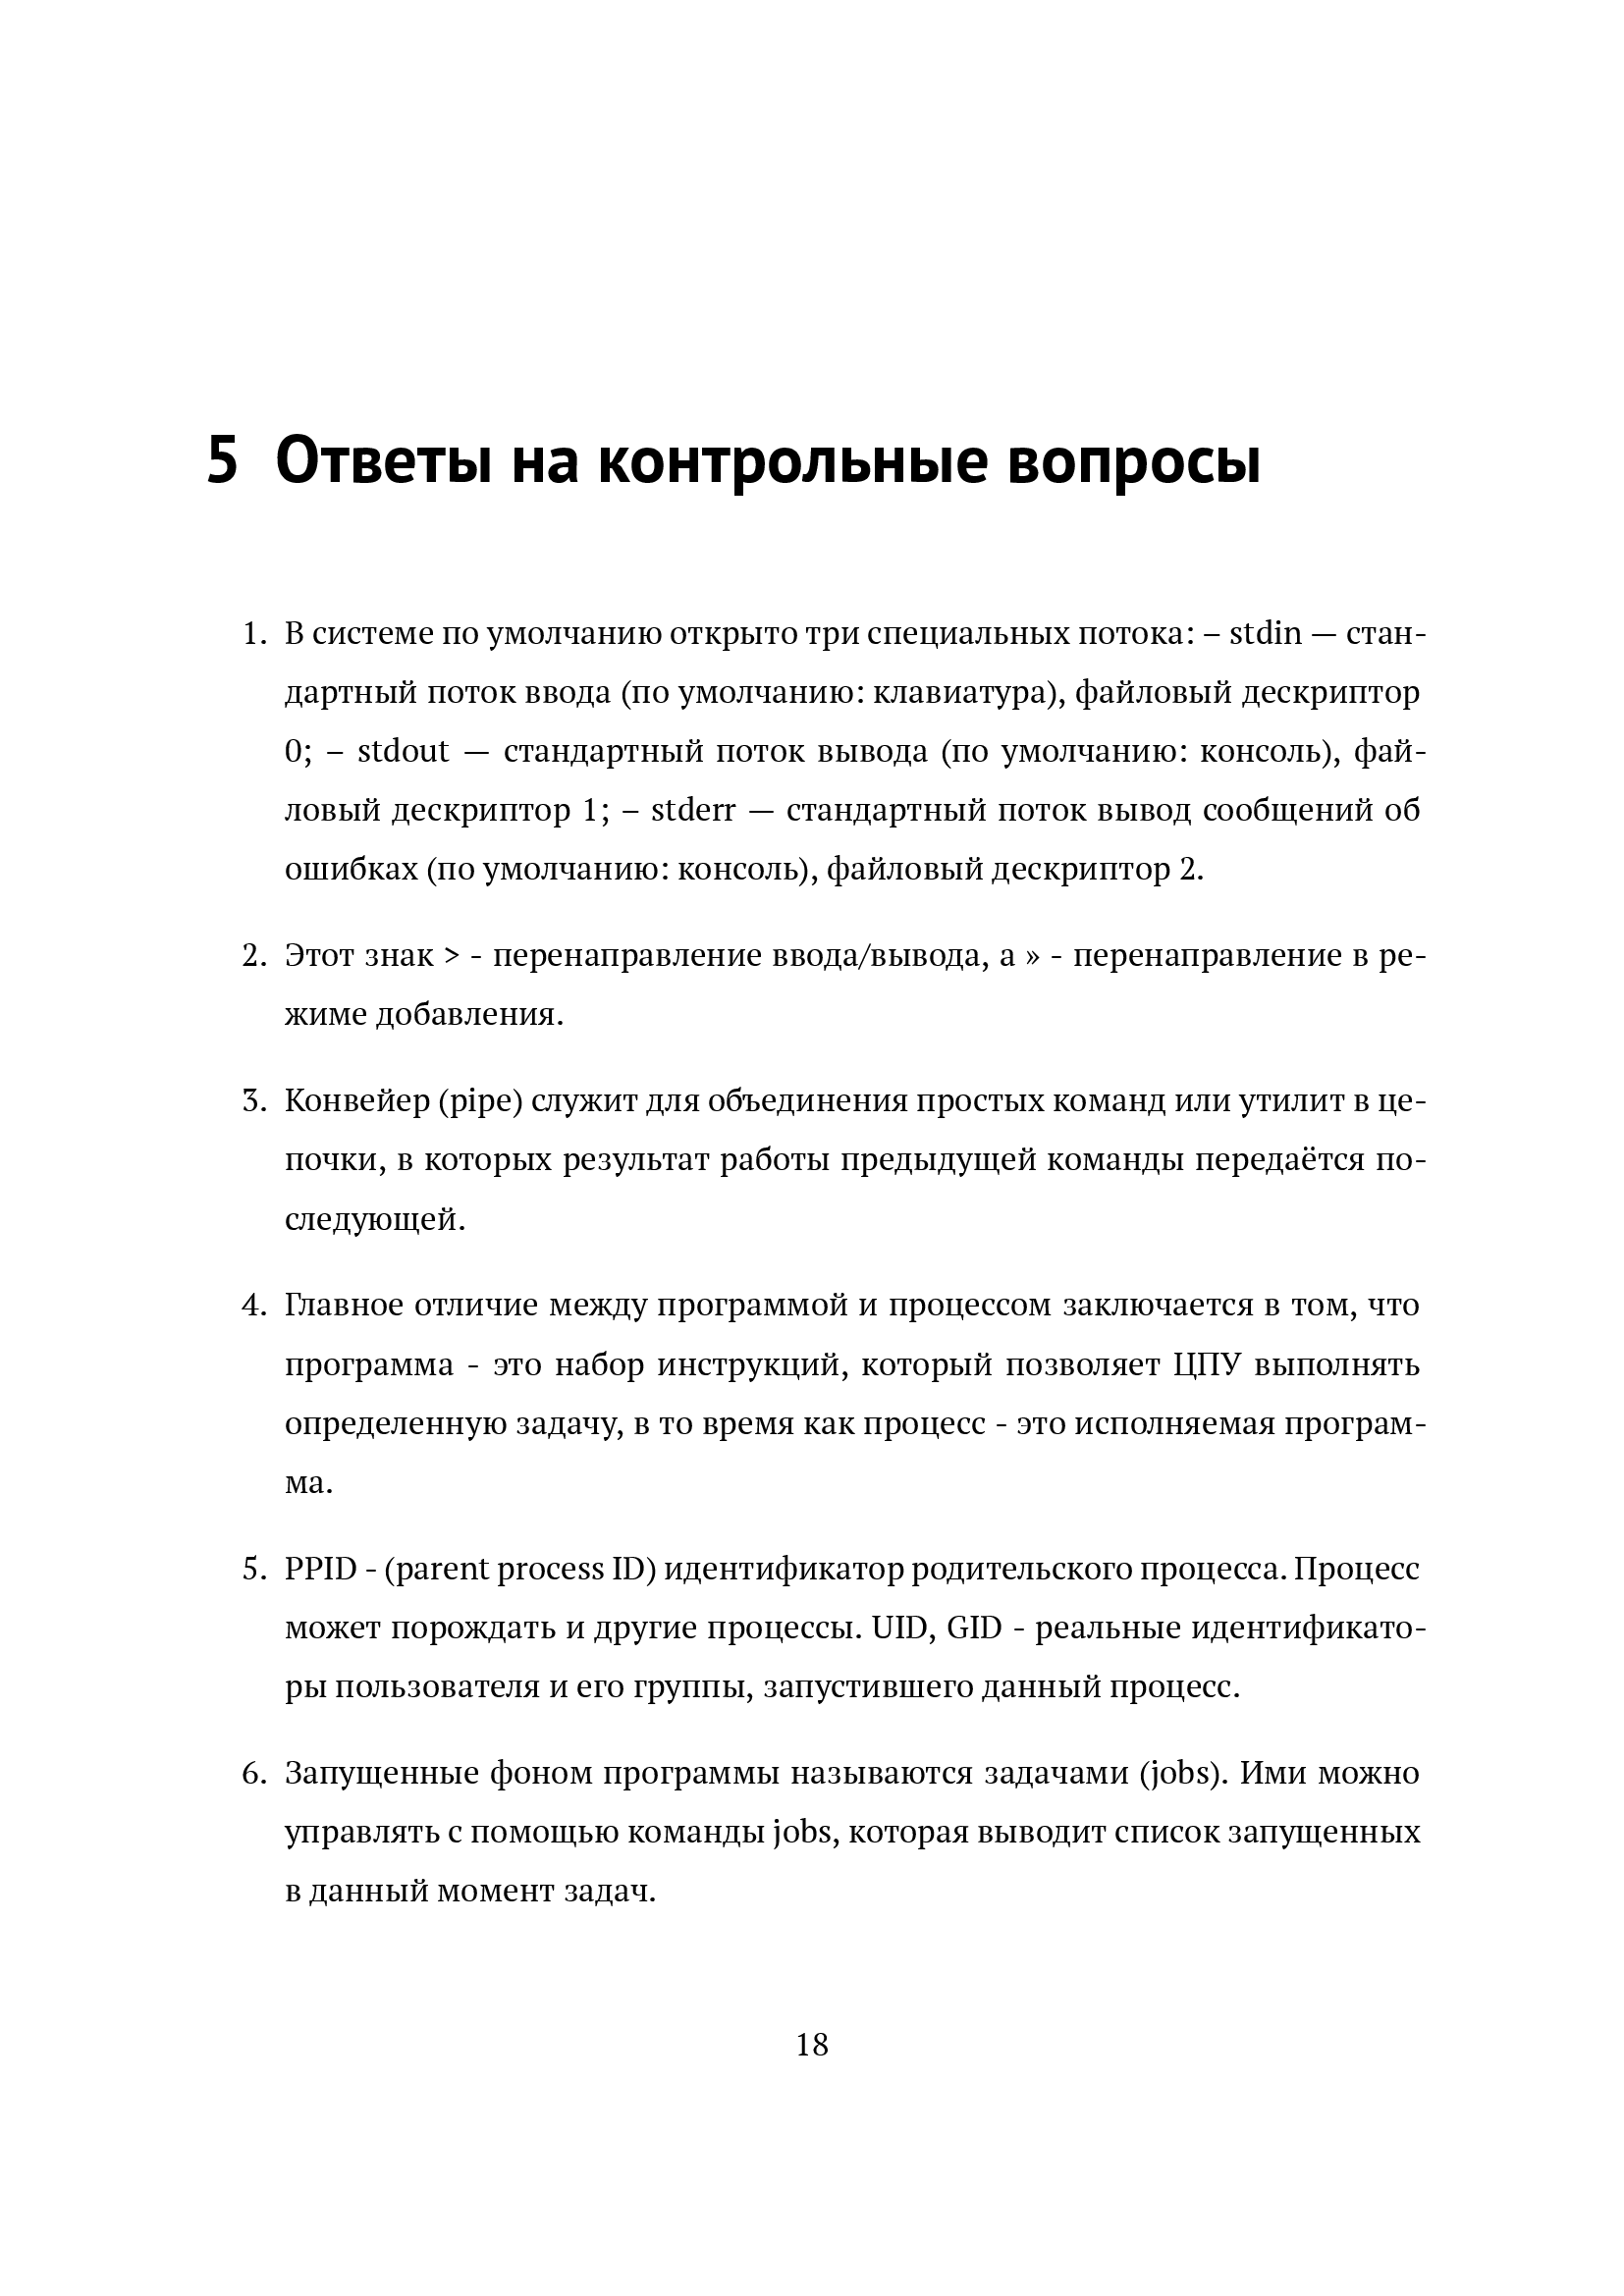 5 Ответы на контрольные вопросы
1. В системе по умолчанию открыто три специальных потока: – stdin — стан-
дартный поток ввода (по умолчанию: клавиатура), файловый дескриптор
0; – stdout — стандартный поток вывода (по умолчанию: консоль), фай-
ловый дескриптор 1; – stderr — стандартный поток вывод сообщений об
ошибках (по умолчанию: консоль), файловый дескриптор 2.
2. Этот знак > - перенаправление ввода/вывода, а » - перенаправление в ре-
жиме добавления.
3. Конвейер (pipe) служит для объединения простых команд или утилит в це-
почки, в которых результат работы предыдущей команды передаётся по-
следующей.
4. Главное отличие между программой и процессом заключается в том, что
программа - это набор инструкций, который позволяет ЦПУ выполнять
определенную задачу, в то время как процесс - это исполняемая програм-
ма.
5. PPID - (parent process ID) идентификатор родительского процесса. Процесс
может порождать и другие процессы. UID, GID - реальные идентификато-
ры пользователя и его группы, запустившего данный процесс.
6. Запущенные фоном программы называются задачами (jobs). Ими можно
управлять с помощью команды jobs, которая выводит список запущенных
в данный момент задач.
18